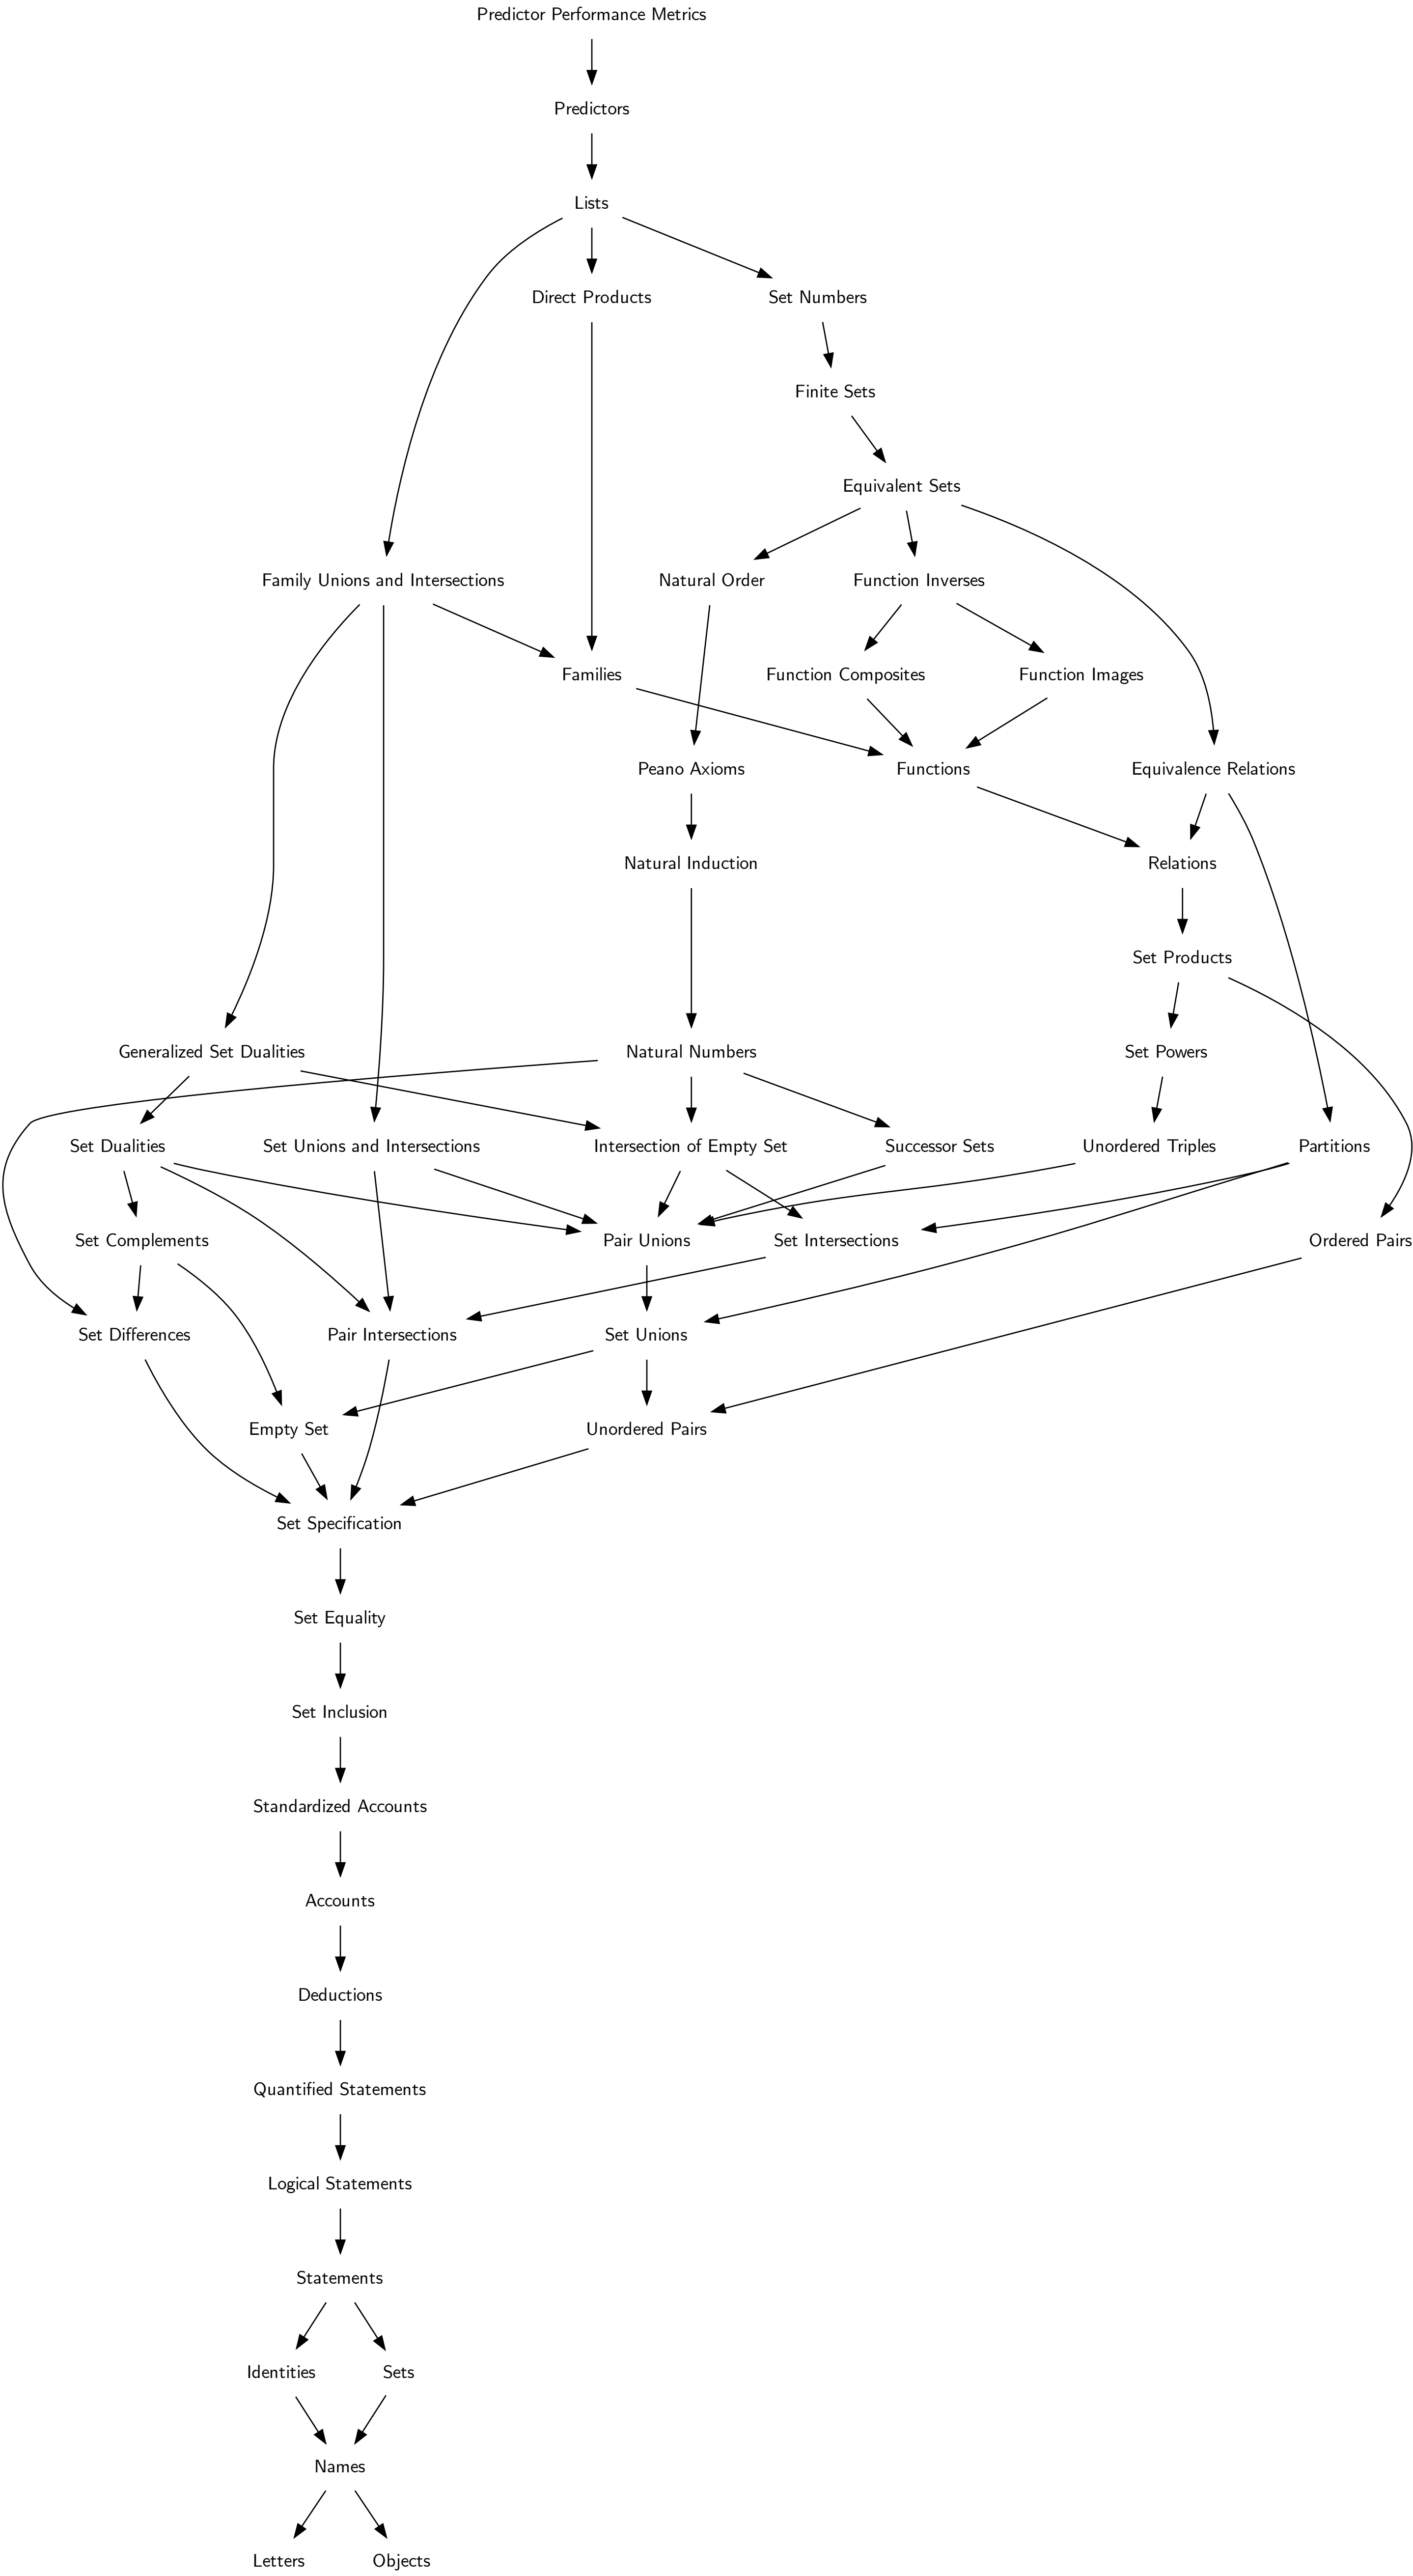 Predictor Performance Metrics
Predictors
Lists
Direct Products
Set Numbers
Finite Sets
Equivalent Sets
Family Unions and Intersections
Natural Order
Function Inverses
Families
Function Composites
Function Images
Peano Axioms
Functions
Equivalence Relations
Natural Induction
Relations
Set Products
Generalized Set Dualities
Natural Numbers
Set Powers
Set Dualities
Set Unions and Intersections
Intersection of Empty Set
Successor Sets
Unordered Triples
Partitions
Set Complements
Pair Unions
Set Intersections
Ordered Pairs
Set Differences
Pair Intersections
Set Unions
Empty Set
Unordered Pairs
Set Specification
Set Equality
Set Inclusion
Standardized Accounts
Accounts
Deductions
Quantified Statements
Logical Statements
Statements
Identities
Sets
Names
Letters
Objects